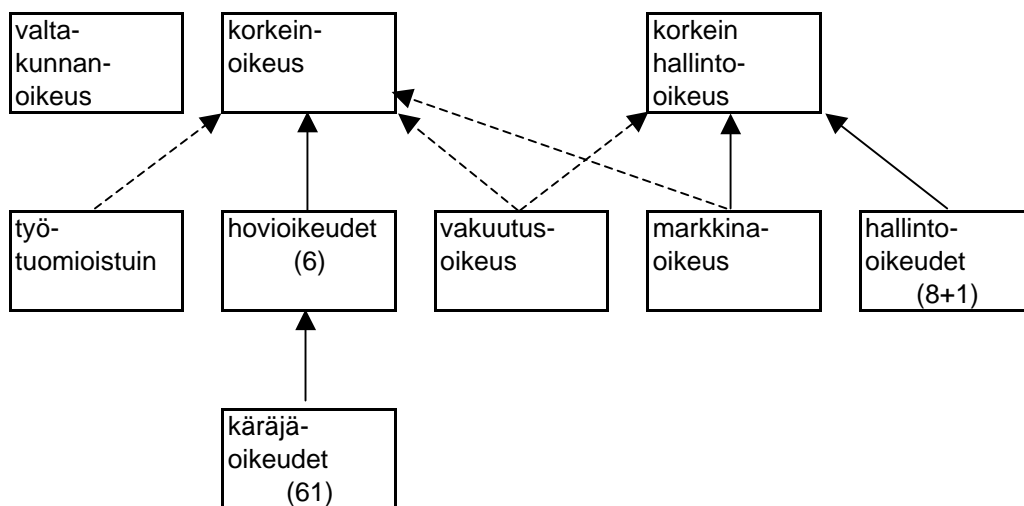 valta-
kunnan-
oikeus
korkein-
oikeus
korkein
hallinto-
oikeus
työ-
tuomioistuin
hovioikeudet
(6)
vakuutus-
oikeus
markkina-
oikeus
hallinto-
oikeudet
(8+1)
käräjä-
oikeudet
(61)